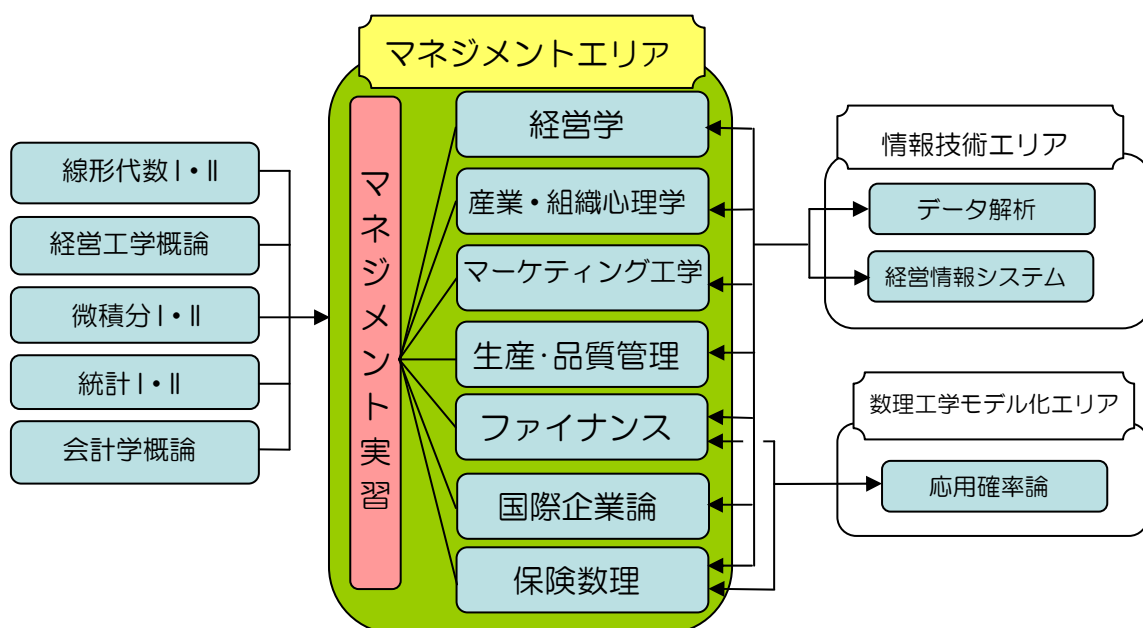 マネジメントエリア
線形代数Ⅰ・Ⅱ
経営工学概論
微積分Ⅰ・Ⅱ
統計Ⅰ・Ⅱ
会計学概論
マネジメント実習
経営学
産業・組織心理学
マーケティング工学
生産・品質管理
ファイナンス
国際企業論
保険数理
情報技術エリア
データ解析
経営情報システム
数理工学モデル化エリア
応用確率論